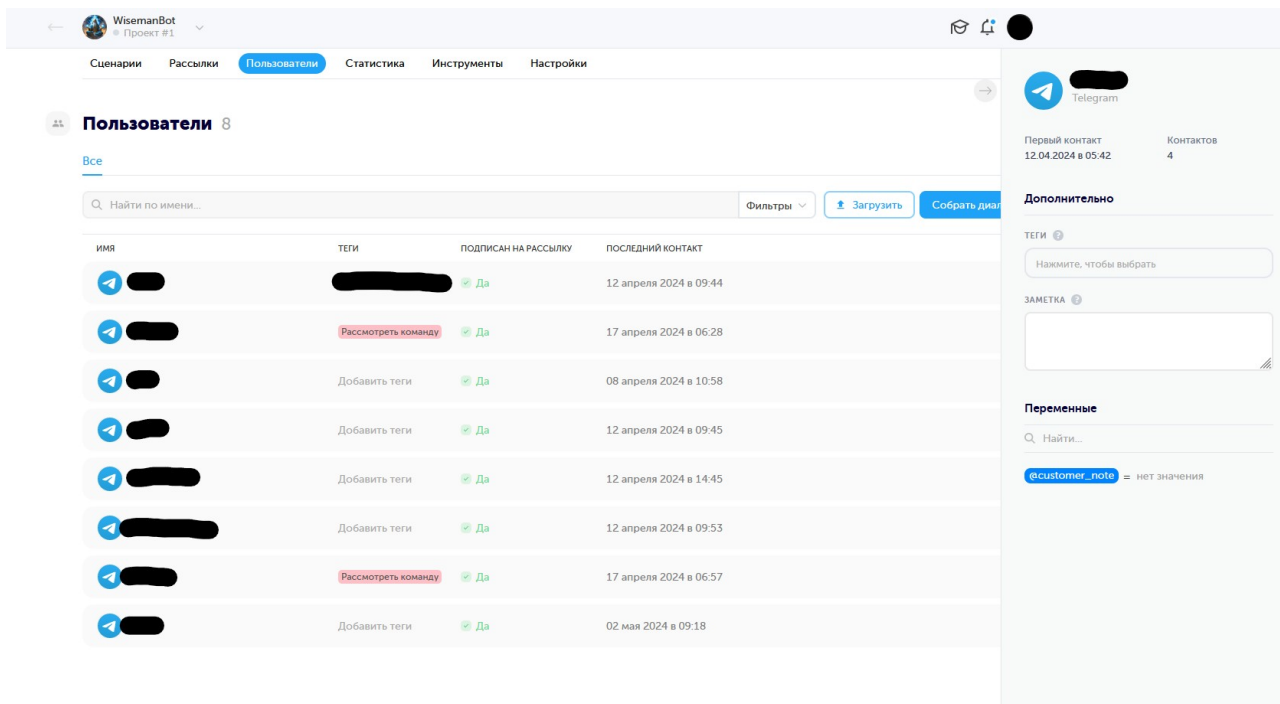 WisemanBot
Проект #1
Сценарии Рассылки Пользователи Статистика Инструменты Настройки
Пользователи 8
Все
Найти по имени... Фильтры Загрузить Собрать диал
ИМЯ ТЕГИ ПОДПИСАН НА РАССЫЛКУ ПОСЛЕДНИЙ КОНТАКТ
Да 12 апреля 2024 в 09:44
Рассмотреть команду Да 17 апреля 2024 в 06:28
Добавить теги Да 08 апреля 2024 в 10:58
Добавить теги Да 12 апреля 2024 в 09:45
Добавить теги Да 12 апреля 2024 в 14:45
Добавить теги Да 12 апреля 2024 в 09:53
Рассмотреть команду Да 17 апреля 2024 в 06:57
Добавить теги Да 02 мая 2024 в 09:18
Telegram
Первый контакт Контактов
12.04.2024 в 05:42 4
Дополнительно
ТЕГИ ?
Нажмите, чтобы выбрать
ЗАМЕТКА ?
Переменные
Найти...
@customer_note = нет значения